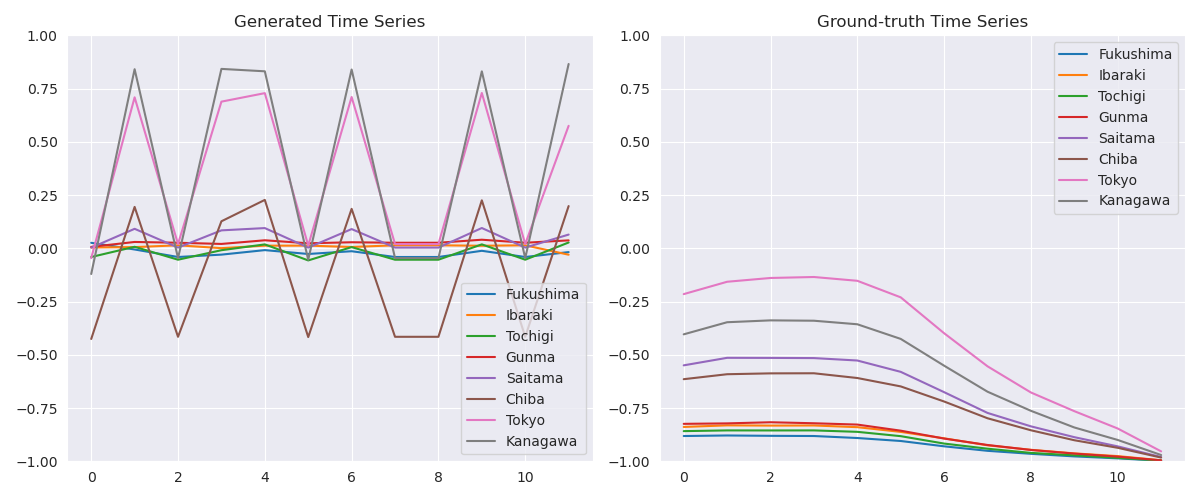 Generated Time Series
1.00
0.75
0.50
0.25
0.00
−0.25
−0.50
−0.75
−1.00
0 2 4 6 8 10
Fukushima
Ibaraki
Tochigi
Gunma
Saitama
Chiba
Tokyo
Kanagawa
Ground-truth Time Series
1.00
0.75
0.50
0.25
0.00
−0.25
−0.50
−0.75
−1.00
0 2 4 6 8 10
Fukushima
Ibaraki
Tochigi
Gunma
Saitama
Chiba
Tokyo
Kanagawa